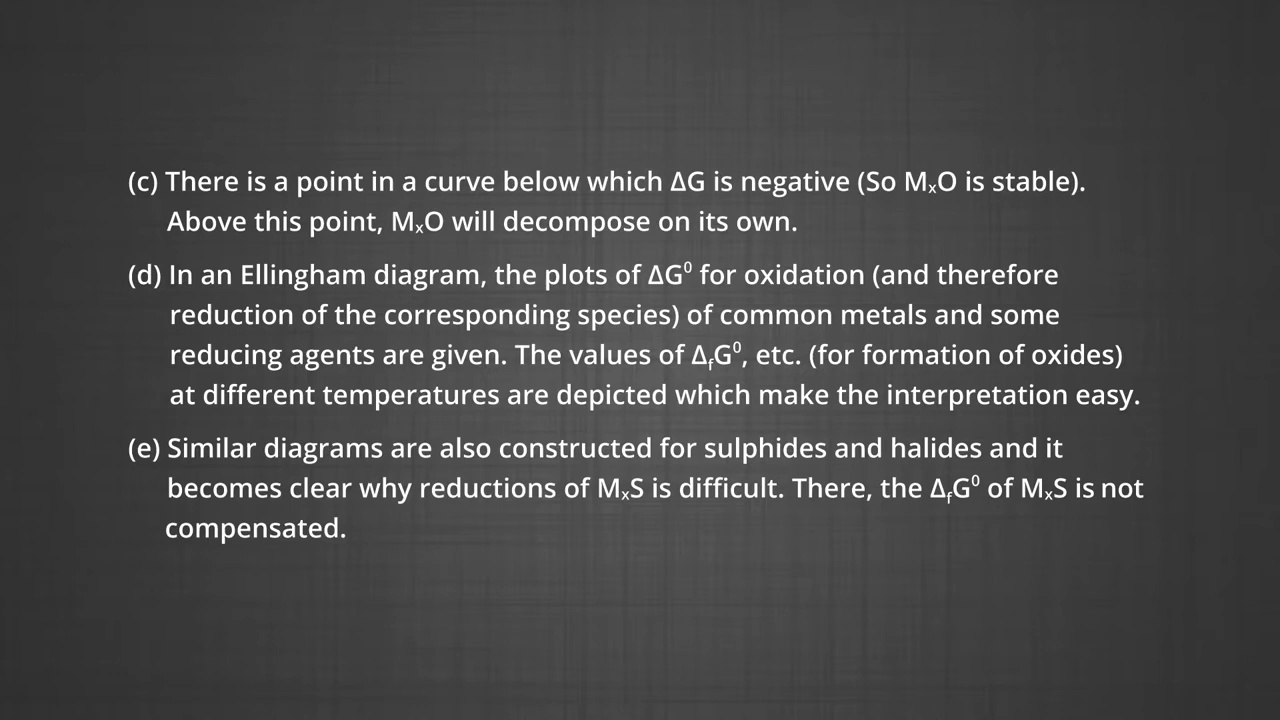 (c) There is a point in a curve below which ΔG is negative (So MₓO is stable).
Above this point, MₓO will decompose on its own.
(d) In an Ellingham diagram, the plots of ΔG⁰ for oxidation (and therefore
reduction of the corresponding species) of common metals and some
reducing agents are given. The values of Δ_fG⁰, etc. (for formation of oxides)
at different temperatures are depicted which make the interpretation easy.
(e) Similar diagrams are also constructed for sulphides and halides and it
becomes clear why reductions of MₓS is difficult. There, the Δ_fG⁰ of MₓS is not
compensated.